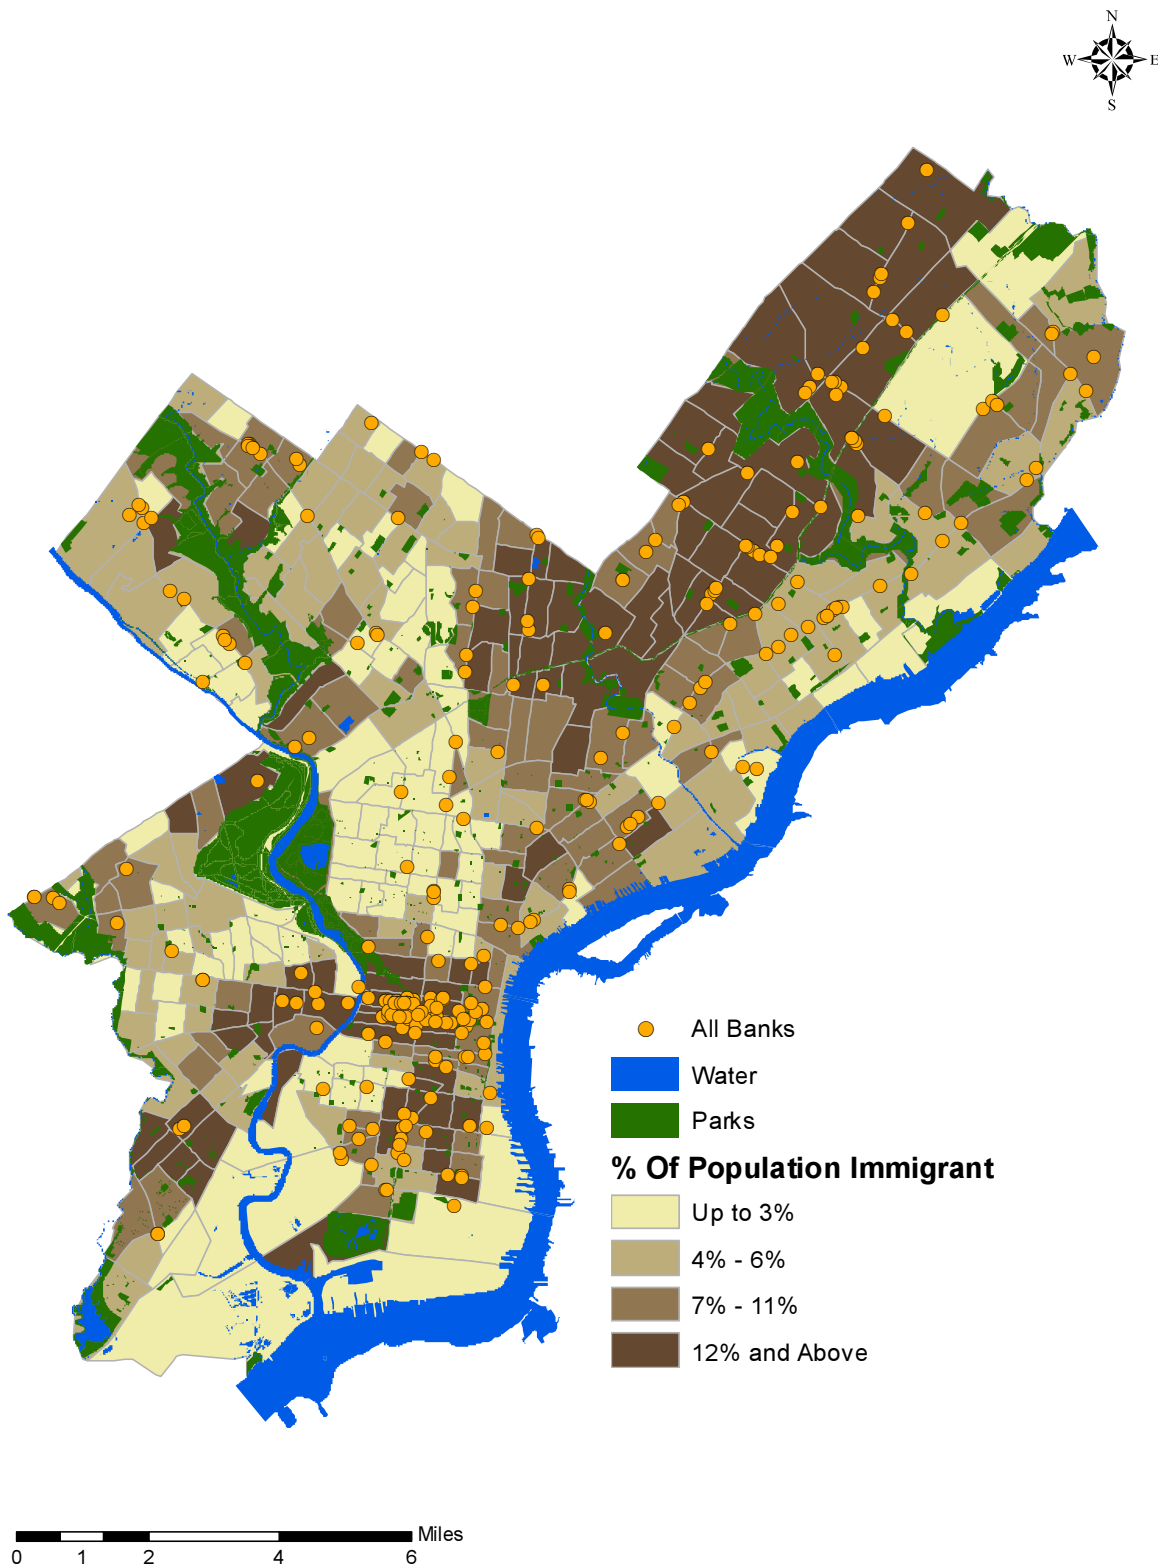 N
W E
S
All Banks
Water
Parks
% Of Population Immigrant
Up to 3%
4% - 6%
7% - 11%
12% and Above
Miles
0 1 2 4 6